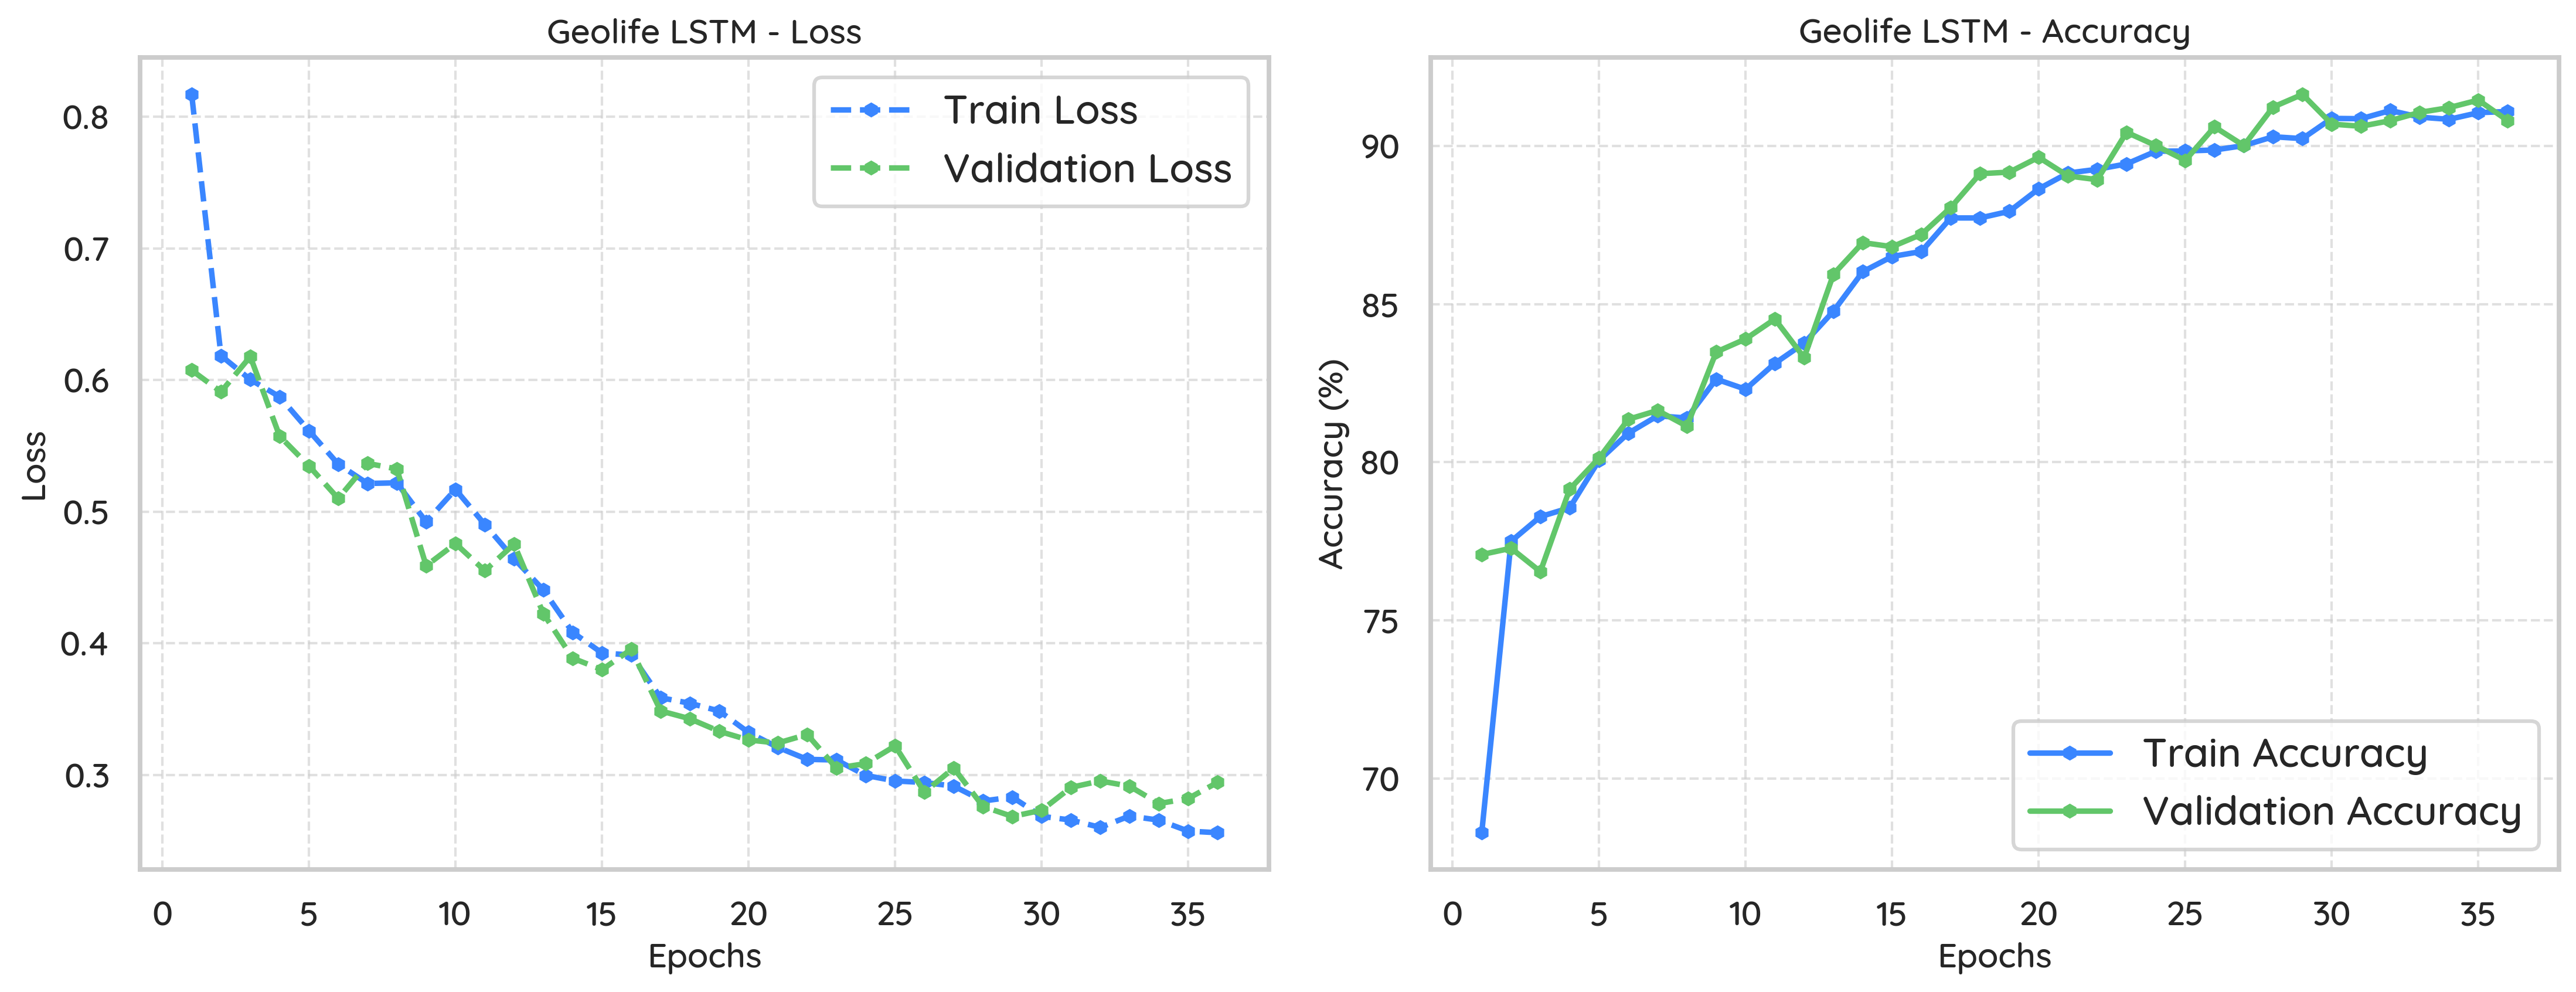 Geolife LSTM - Loss
Train Loss
Validation Loss
Loss
0.8
0.7
0.6
0.5
0.4
0.3
0 5 10 15 20 25 30 35
Epochs
Geolife LSTM - Accuracy
Accuracy (%)
90
85
80
75
70
Train Accuracy
Validation Accuracy
0 5 10 15 20 25 30 35
Epochs